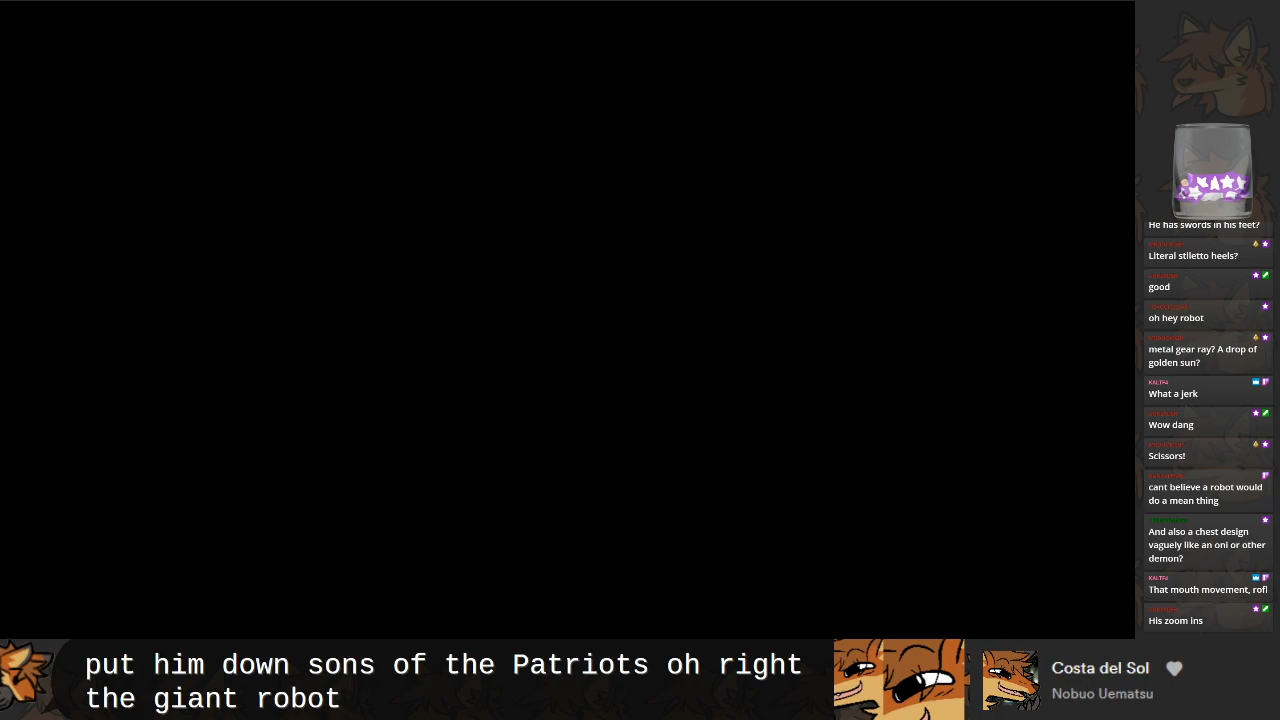 He has swords in his feet?
Literal stiletto heels?
good
oh hey robot
metal gear ray? A drop of
golden sun?
KALTF4
What a jerk
Wow dang
Scissors!
cant believe a robot would
do a mean thing
And also a chest design
vaguely like an oni or other
demon?
KALTF4
That mouth movement, rofl
His zoom ins
put him down sons of the Patriots oh right
the giant robot
Costa del Sol
Nobuo Uematsu